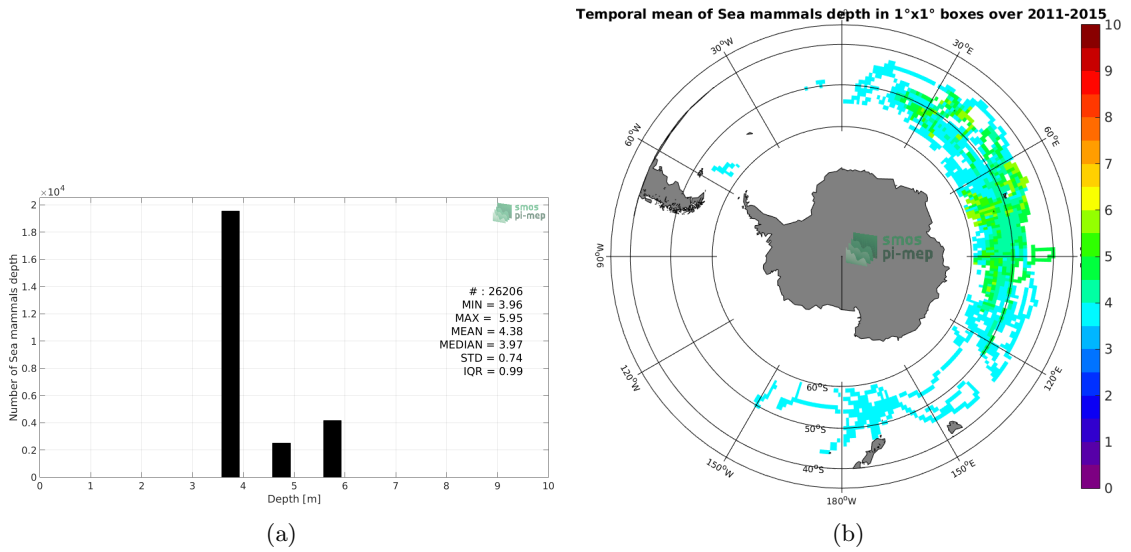 ×10⁴
2
1.8
1.6
1.4
1.2
1
0.8
0.6
0.4
0.2
0
Number of Sea mammals depth
smos
pi-mep
# : 26206
MIN = 3.96
MAX = 5.95
MEAN = 4.38
MEDIAN = 3.97
STD = 0.74
IQR = 0.99
0 1 2 3 4 5 6 7 8 9 10
Depth [m]
(a)
Temporal mean of Sea mammals depth in 1°x1° boxes over 2011-2015
30°W
30°E
60°W
60°E
90°W
smos
pi-mep
120°W
120°E
60°S
50°S
40°S
150°W
150°E
180°W
10
9
8
7
6
5
4
3
2
1
0
(b)